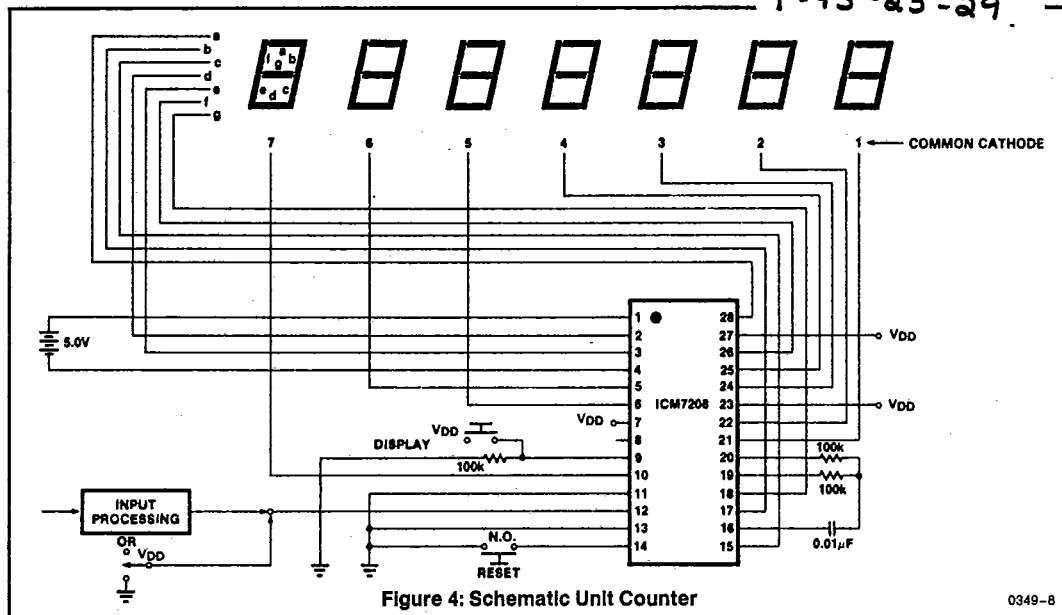 T-45-23-29.
a
b
c
d
e
f
g
a
f b
g
e c
d
7 6 5 4 3 2 1 COMMON CATHODE
5.0V
1 28
2 27 VDD
3 26
4 25
5 24
6 ICM7208 23 VDD
VDD 7 22
DISPLAY VDD 8 21
100k 9 20 100k
10 19 100k
11 18
INPUT PROCESSING 12 17
13 16 0.01μF
N.O. 14 15
OR
VDD
RESET
Figure 4: Schematic Unit Counter
0349-8